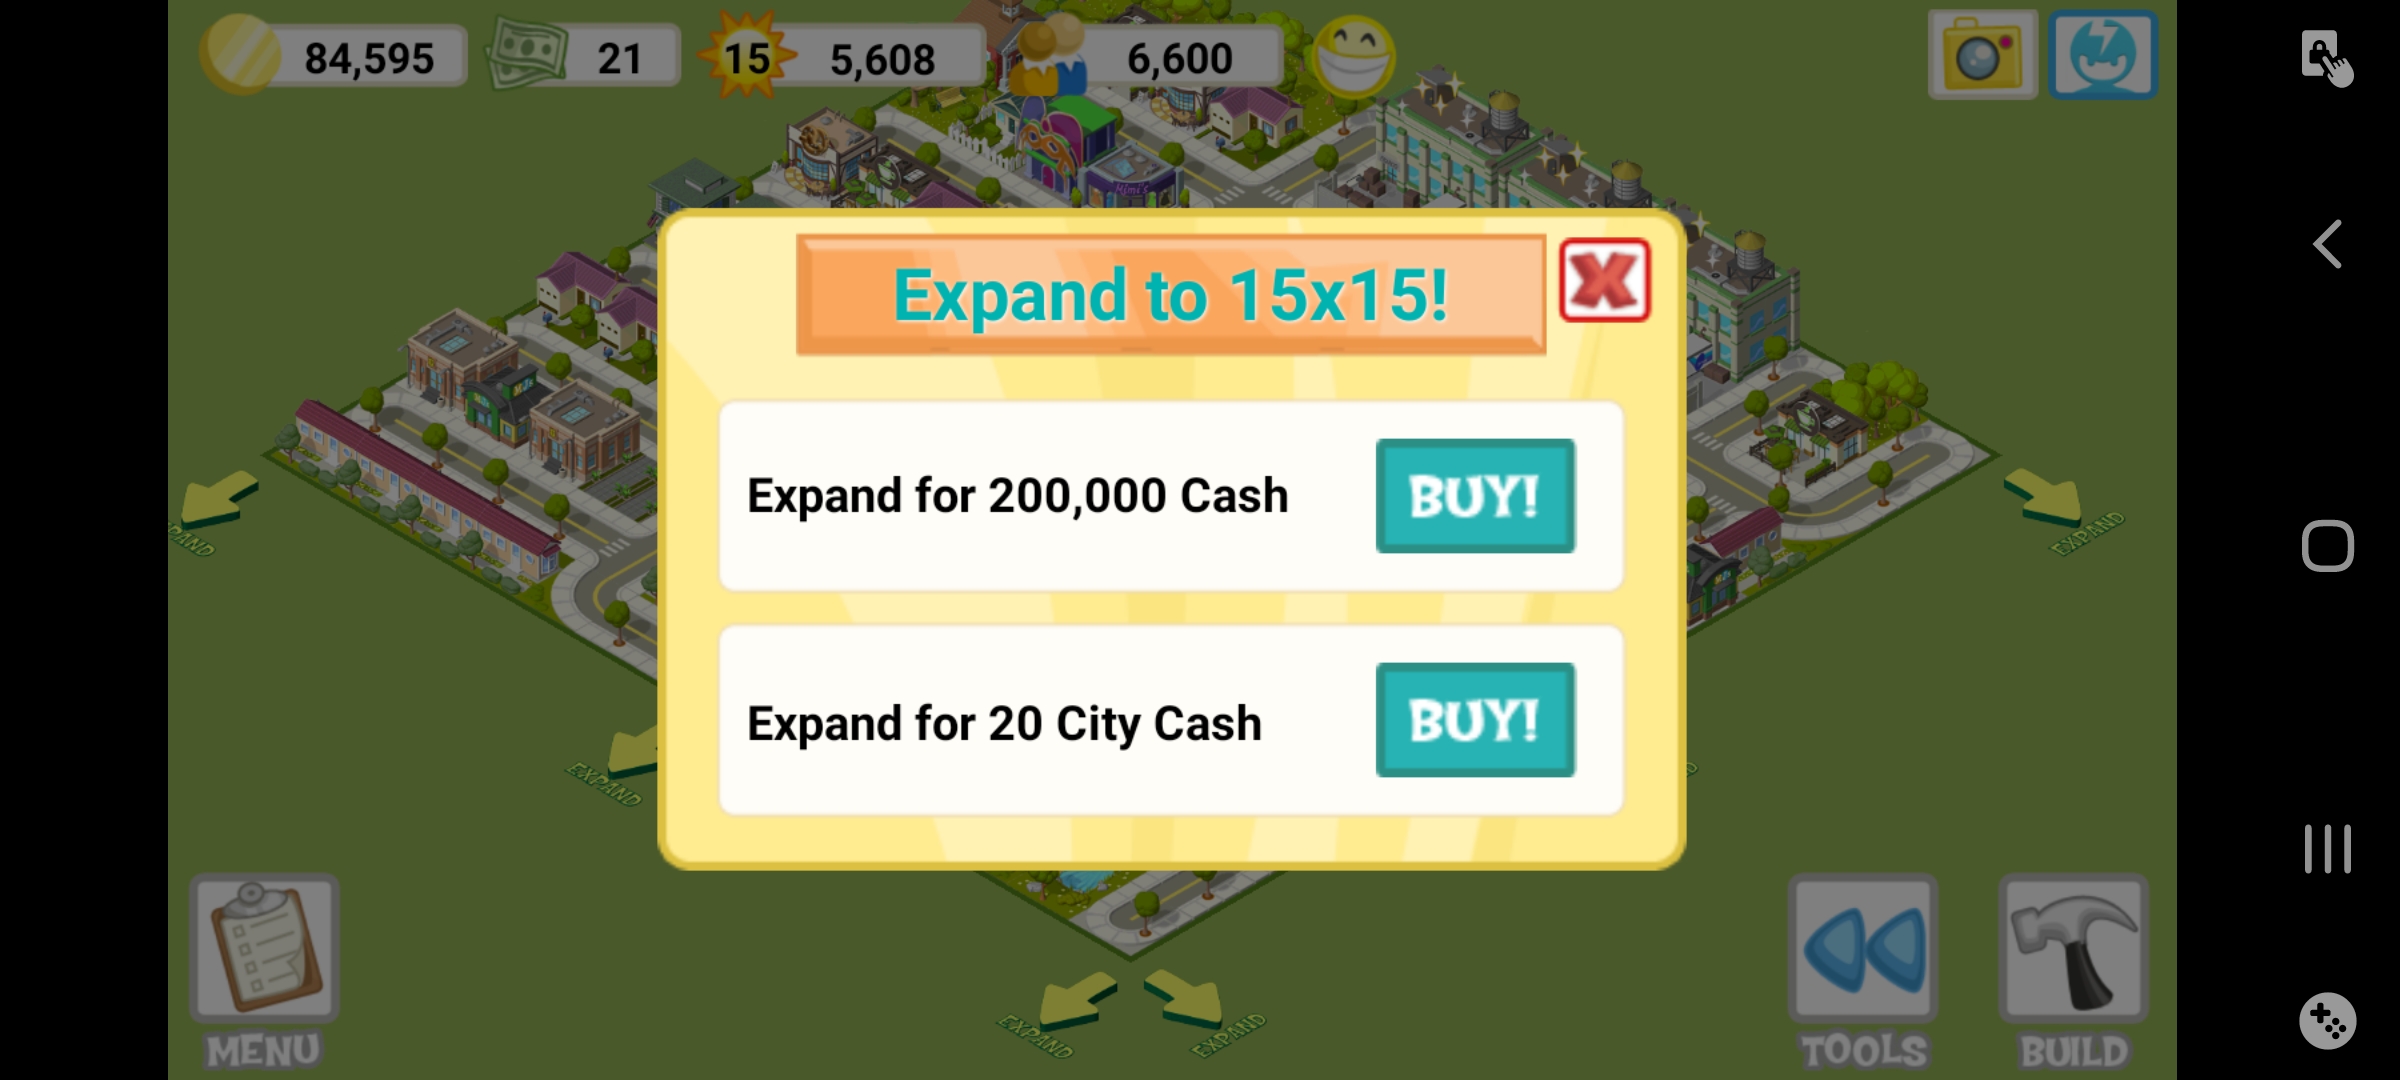 84,595
21
15
5,608
6,600
Mimi's
Expand to 15x15!
Expand for 200,000 Cash
BUY!
Expand for 20 City Cash
BUY!
EXPAND
EXPAND
EXPAND
EXPAND
MENU
TOOLS
BUILD